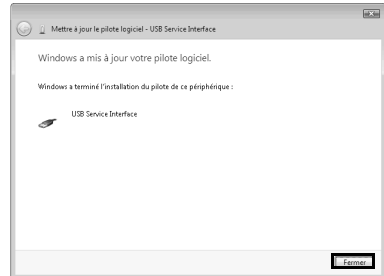 Mettre à jour le pilote logiciel - USB Service Interface
Windows a mis à jour votre pilote logiciel.
Windows a terminé l'installation du pilote de ce périphérique :
USB Service Interface
Fermer